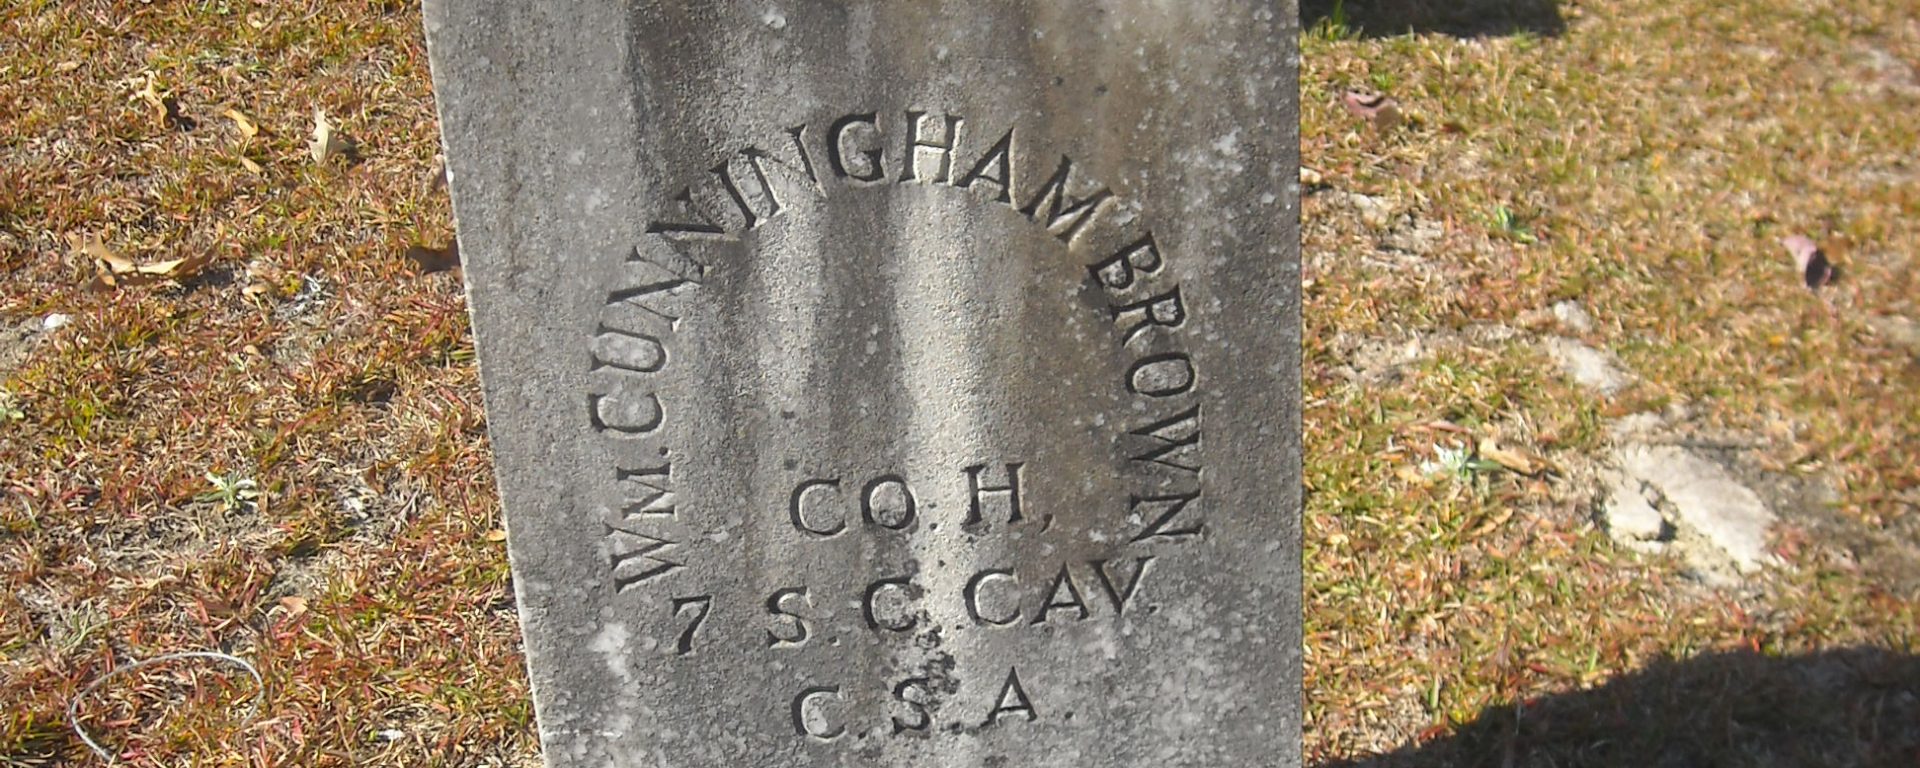 WM. CUNNINGHAM BROWN
CO H,
7 S. C. CAV.
C. S. A.